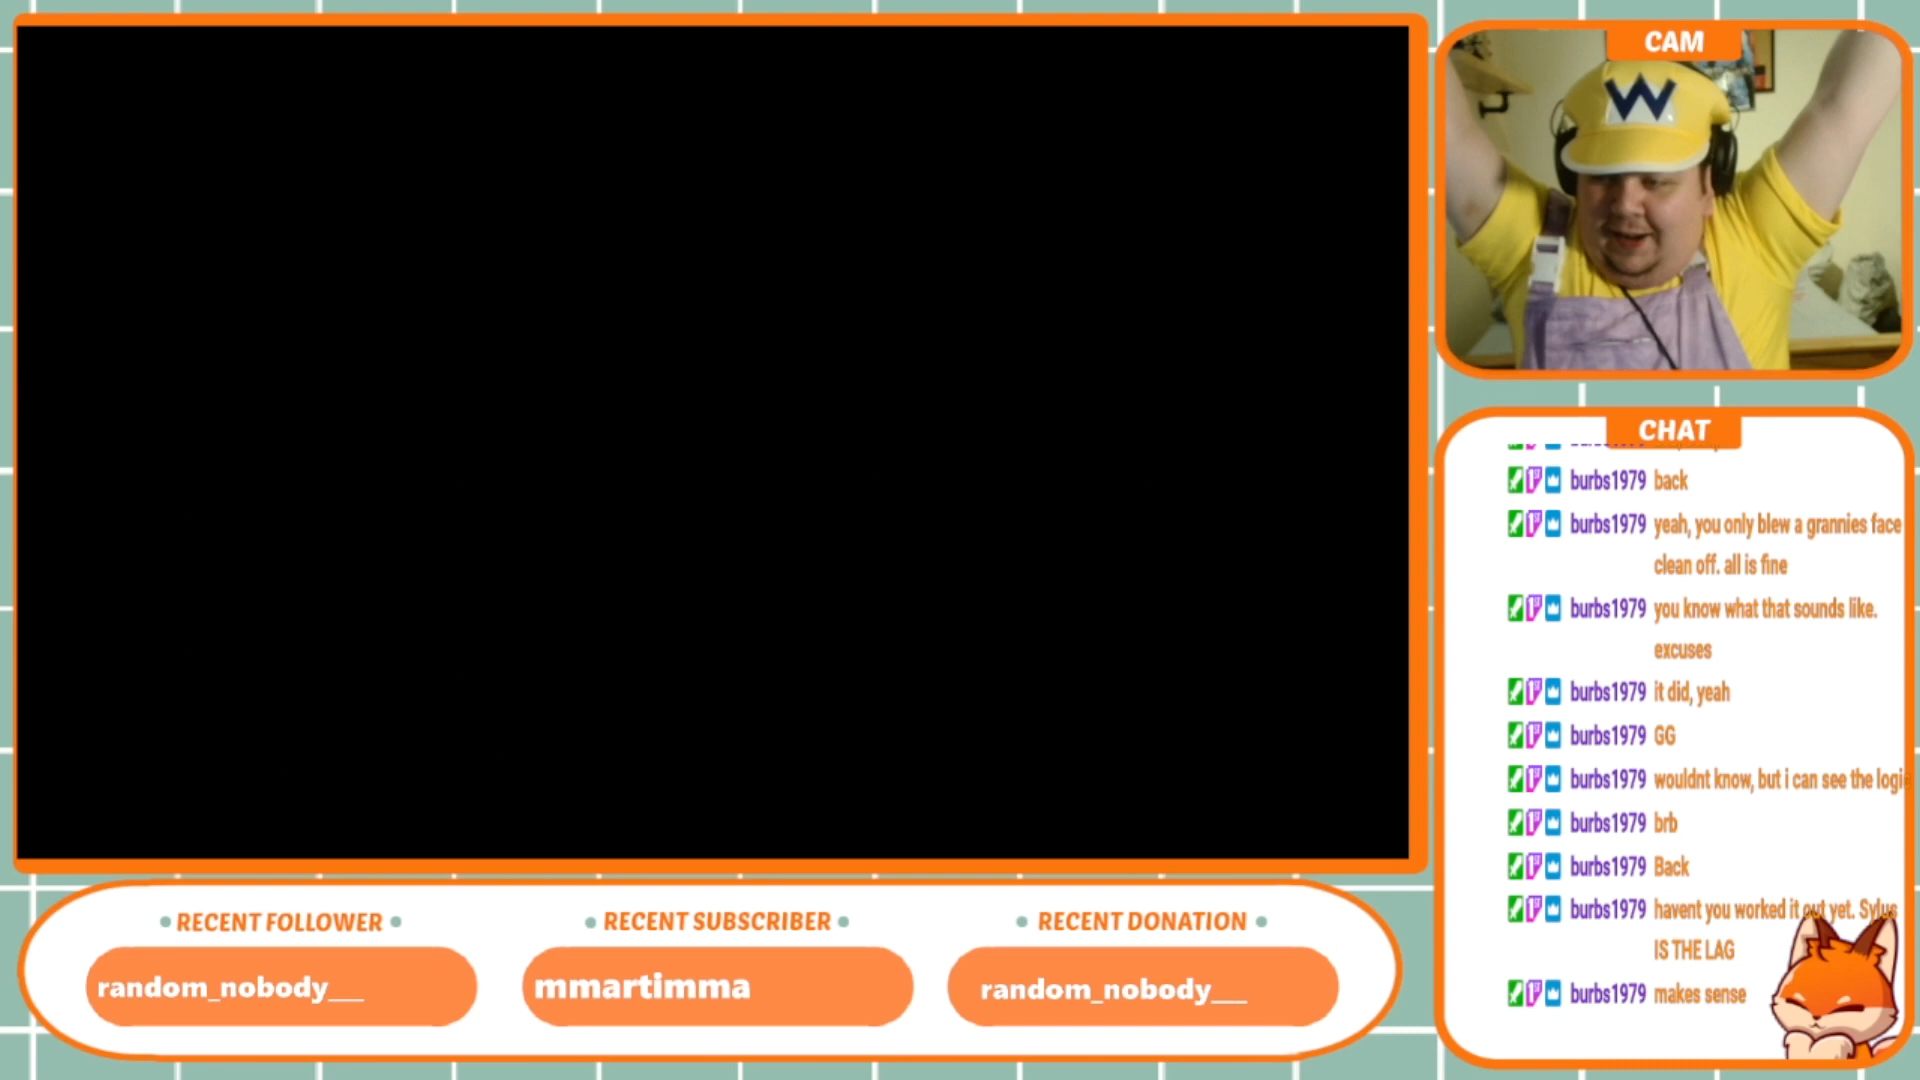 CAM
W
CHAT
burbs1979 back
burbs1979 yeah, you only blew a grannies face
clean off. all is fine
burbs1979 you know what that sounds like.
excuses
burbs1979 it did, yeah
burbs1979 GG
burbs1979 wouldnt know, but i can see the logic
burbs1979 brb
burbs1979 Back
burbs1979 havent you worked it out yet. Sylus
IS THE LAG
burbs1979 makes sense
RECENT FOLLOWER
RECENT SUBSCRIBER
RECENT DONATION
random_nobody___
mmartimma
random_nobody___